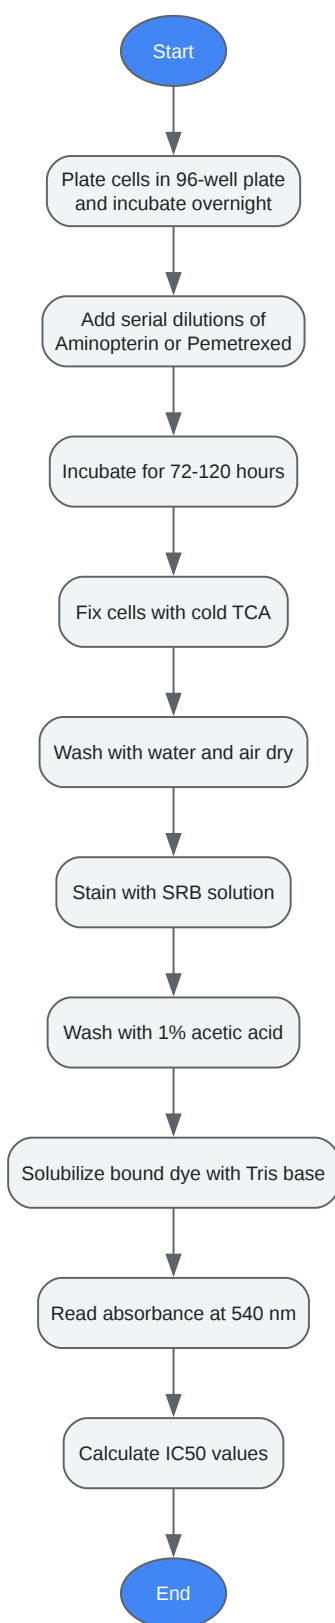 Start
Plate cells in 96-well plate
and incubate overnight
Add serial dilutions of
Aminopterin or Pemetrexed
Incubate for 72-120 hours
Fix cells with cold TCA
Wash with water and air dry
Stain with SRB solution
Wash with 1% acetic acid
Solubilize bound dye with Tris base
Read absorbance at 540 nm
Calculate IC50 values
End